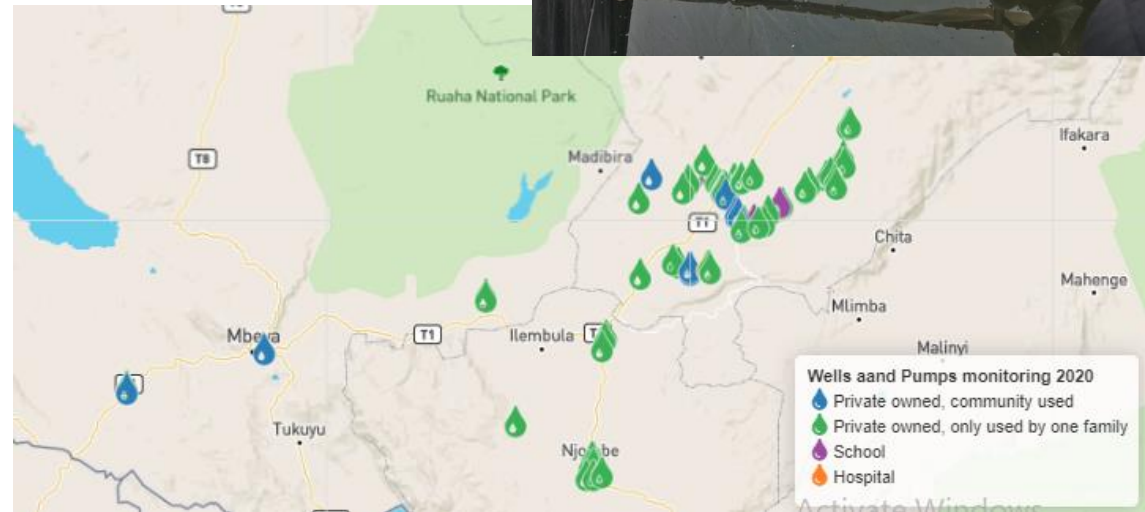 Ruaha National Park
T8
Madibira
Ifakara
T1
Chita
Mahenge
Mlimba
Mbeya
T1
Ilembula
Malinyi
Tukuyu
Wells aand Pumps monitoring 2020
Private owned, community used
Private owned, only used by one family
School
Hospital
Activate Windows